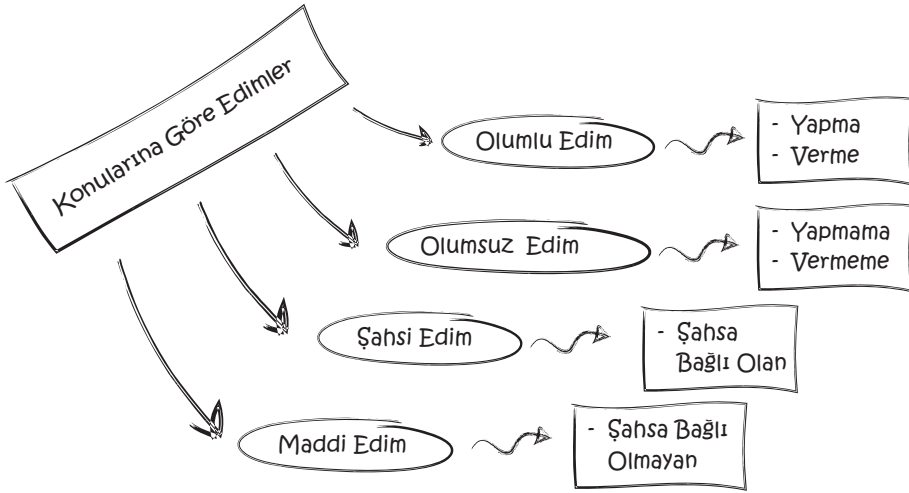 Konularına Göre Edimler
Olumlu Edim
- Yapma
- Verme
Olumsuz Edim
- Yapmama
- Vermeme
Şahsi Edim
- Şahsa
Bağlı Olan
Maddi Edim
- Şahsa Bağlı
Olmayan